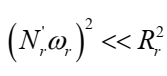 (N'_r ω_r)^2 << R_r^2